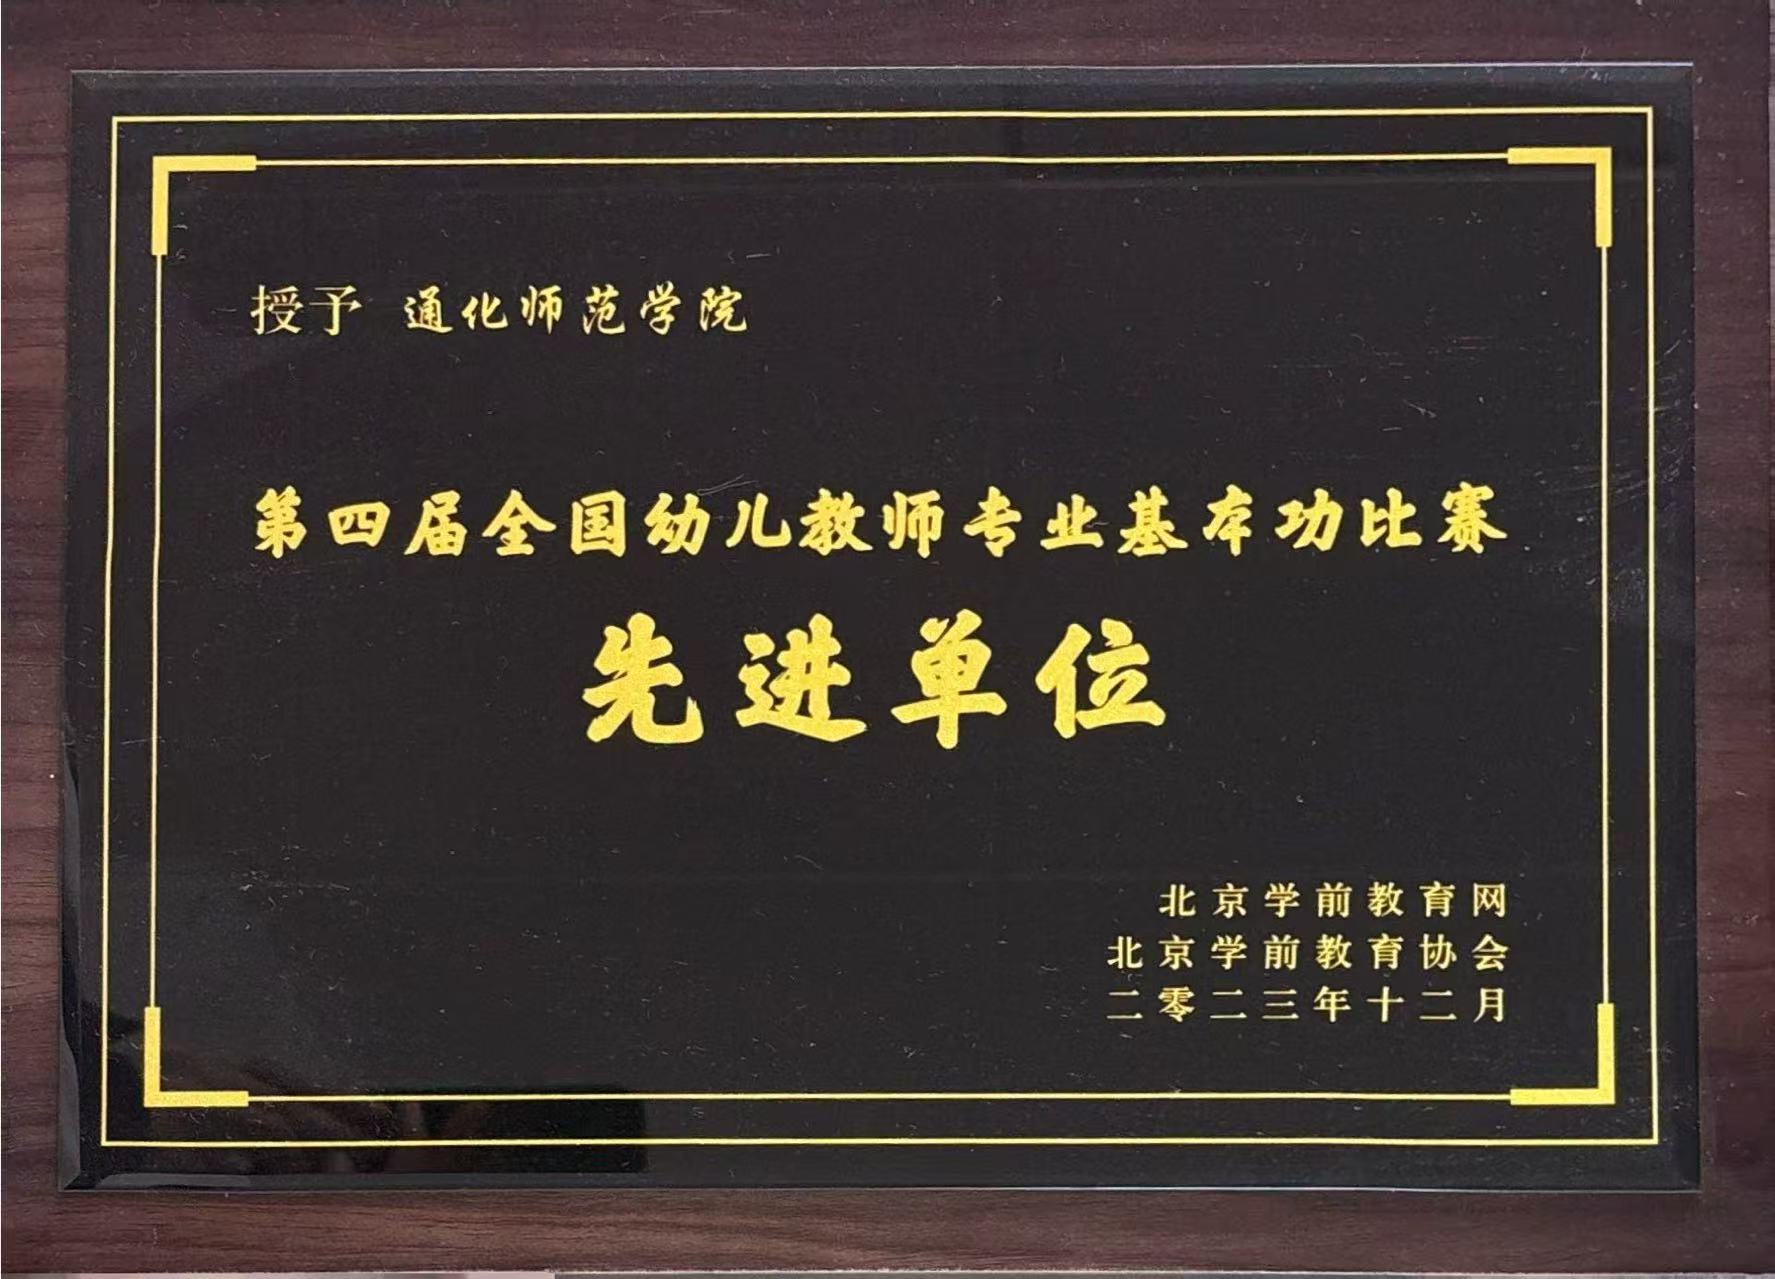 授予 通化师范学院
第四届全国幼儿教师专业基本功比赛
先进单位
北京学前教育网
北京学前教育协会
二零二三年十二月